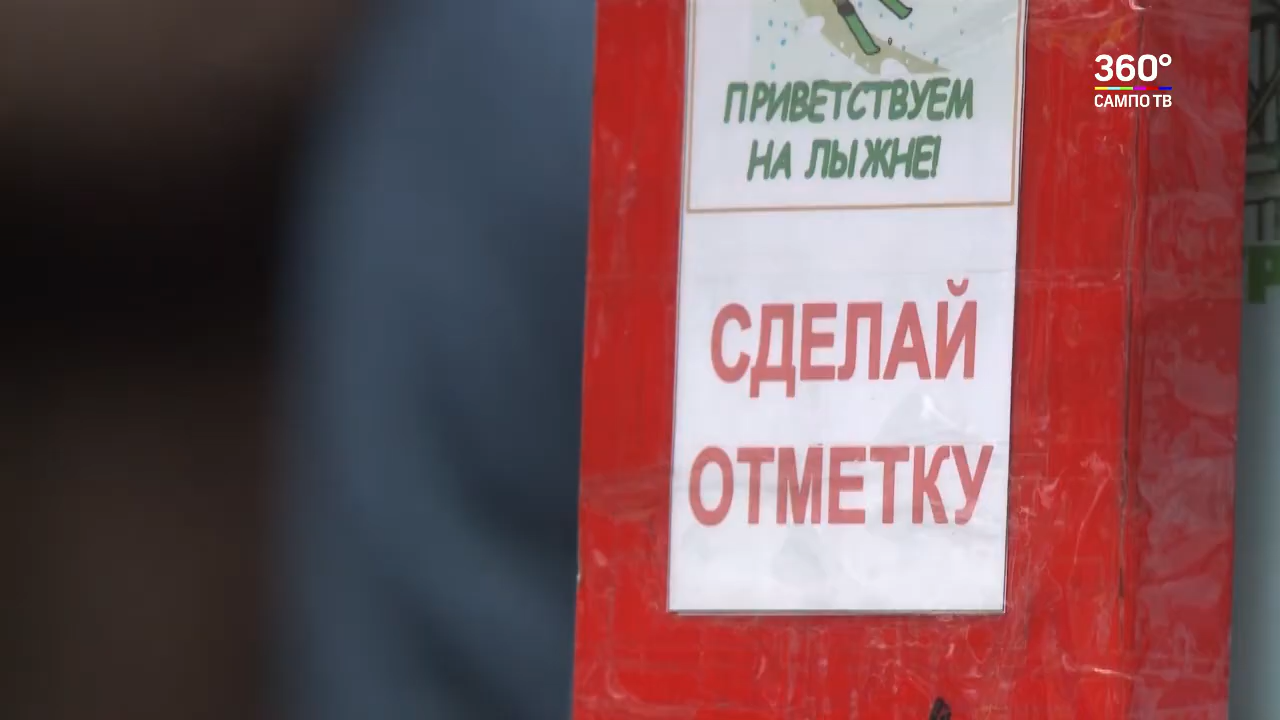 360°
САМПО ТВ
ПРИВЕТСТВУЕМ
НА ЛЫЖНЕ!
СДЕЛАЙ
ОТМЕТКУ